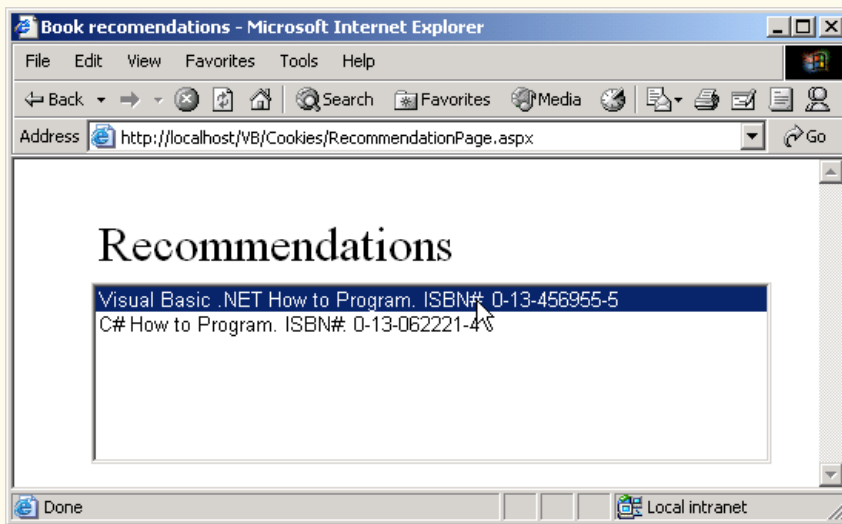 Book recomendations - Microsoft Internet Explorer
File Edit View Favorites Tools Help
Back Search Favorites Media
Address http://localhost/VB/Cookies/RecommendationPage.aspx Go
Recommendations
Visual Basic .NET How to Program. ISBN#: 0-13-456955-5
C# How to Program. ISBN#: 0-13-062221-4
Done Local intranet